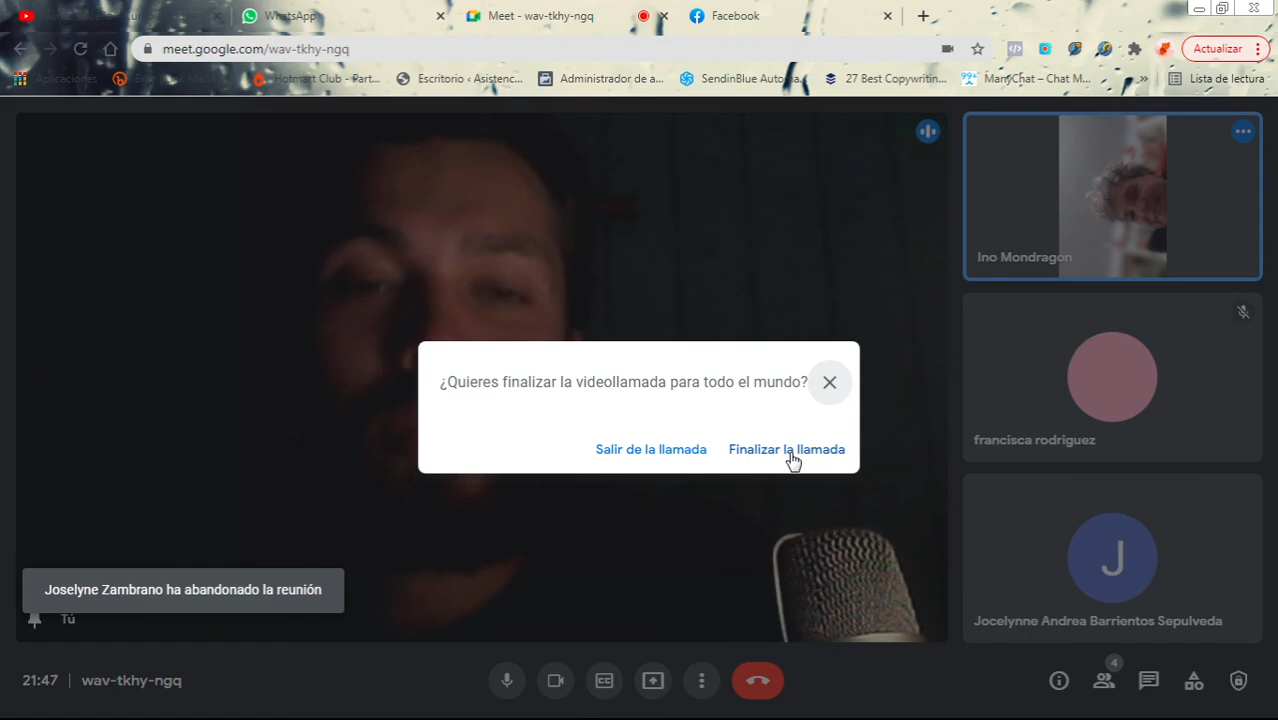 WhatsApp
Meet - wav-tkhy-ngq
Facebook
meet.google.com/wav-tkhy-ngq
Actualizar
Aplicaciones
Hotmart Club - Part...
Escritorio ‹ Asistenc...
Administrador de a...
SendinBlue Automa...
27 Best Copywritin...
ManyChat – Chat M...
»
Lista de lectura
Ino Mondragon
¿Quieres finalizar la videollamada para todo el mundo?
Salir de la llamada
Finalizar la llamada
francisca rodriguez
J
Jocelynne Andrea Barrientos Sepulveda
Joselyne Zambrano ha abandonado la reunión
Tú
21:47 | wav-tkhy-ngq
CC
4